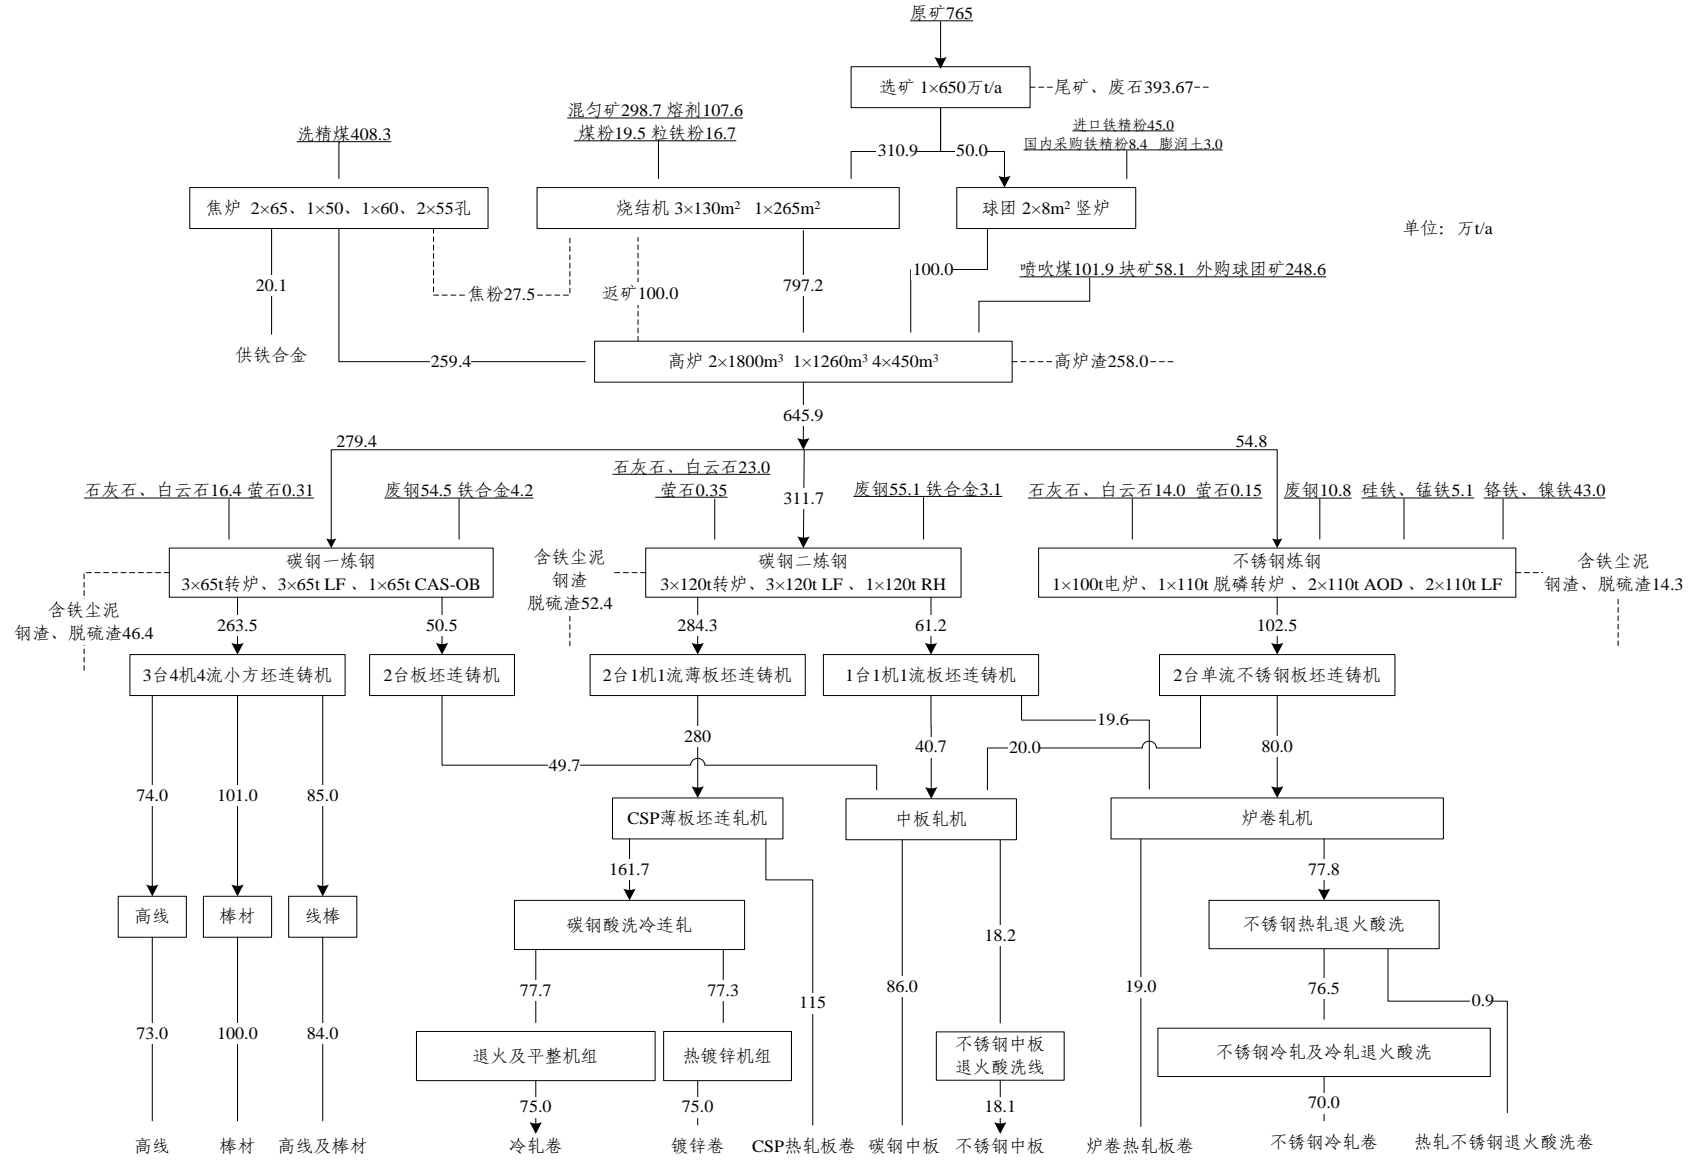 原矿765
选矿 1×650万t/a
尾矿、废石393.67
混匀矿298.7 熔剂107.6
煤粉19.5 粒铁粉16.7
洗精煤408.3
进口铁精粉45.0
国内采购铁精粉8.4 膨润土3.0
310.9
50.0
焦炉 2×65、1×50、1×60、2×55孔
烧结机 3×130m² 1×265m²
球团 2×8m² 竖炉
单位：万t/a
20.1
焦粉27.5
返矿100.0
797.2
100.0
喷吹煤101.9 块矿58.1 外购球团矿248.6
供铁合金
259.4
高炉 2×1800m³ 1×1260m³ 4×450m³
高炉渣258.0
645.9
279.4
54.8
311.7
石灰石、白云石16.4 萤石0.31
废钢54.5 铁合金4.2
石灰石、白云石23.0
萤石0.35
废钢55.1 铁合金3.1
石灰石、白云石14.0 萤石0.15
废钢10.8
硅铁、锰铁5.1
铬铁、镍铁43.0
碳钢一炼钢
3×65t转炉、3×65t LF 、1×65t CAS-OB
含铁尘泥
钢渣、脱硫渣46.4
碳钢二炼钢
3×120t转炉、3×120t LF 、1×120t RH
含铁尘泥
钢渣
脱硫渣52.4
不锈钢炼钢
1×100t电炉、1×110t 脱磷转炉 、2×110t AOD 、2×110t LF
含铁尘泥
钢渣、脱硫渣14.3
263.5
50.5
284.3
61.2
102.5
3台4机4流小方坯连铸机
2台板坯连铸机
2台1机1流薄板坯连铸机
1台1机1流板坯连铸机
2台单流不锈钢板坯连铸机
19.6
280
40.7
20.0
80.0
49.7
74.0
101.0
85.0
CSP薄板坯连轧机
中板轧机
炉卷轧机
161.7
77.8
高线
棒材
线棒
碳钢酸洗冷连轧
不锈钢热轧退火酸洗
18.2
77.7
77.3
115
86.0
19.0
76.5
0.9
73.0
100.0
84.0
退火及平整机组
热镀锌机组
不锈钢中板
退火酸洗线
不锈钢冷轧及冷轧退火酸洗
75.0
75.0
18.1
70.0
高线
棒材
高线及棒材
冷轧卷
镀锌卷
CSP热轧板卷
碳钢中板
不锈钢中板
炉卷热轧板卷
不锈钢冷轧卷
热轧不锈钢退火酸洗卷